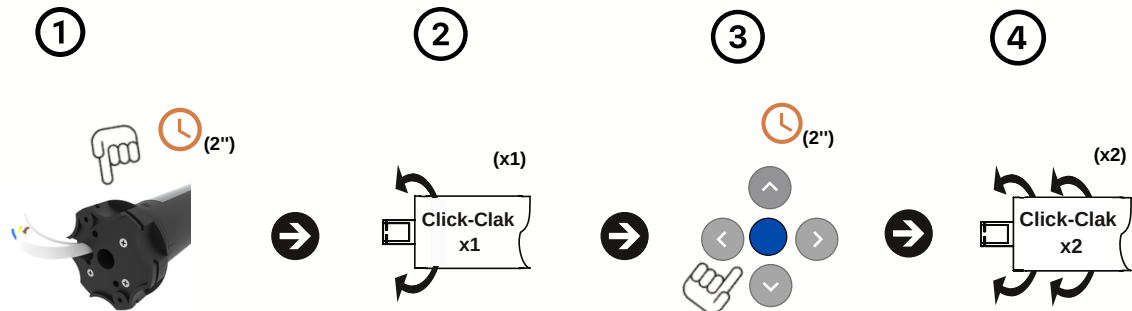 1
2
3
4
(2'')
(x1)
Click-Clak
x1
(2'')
(x2)
Click-Clak
x2